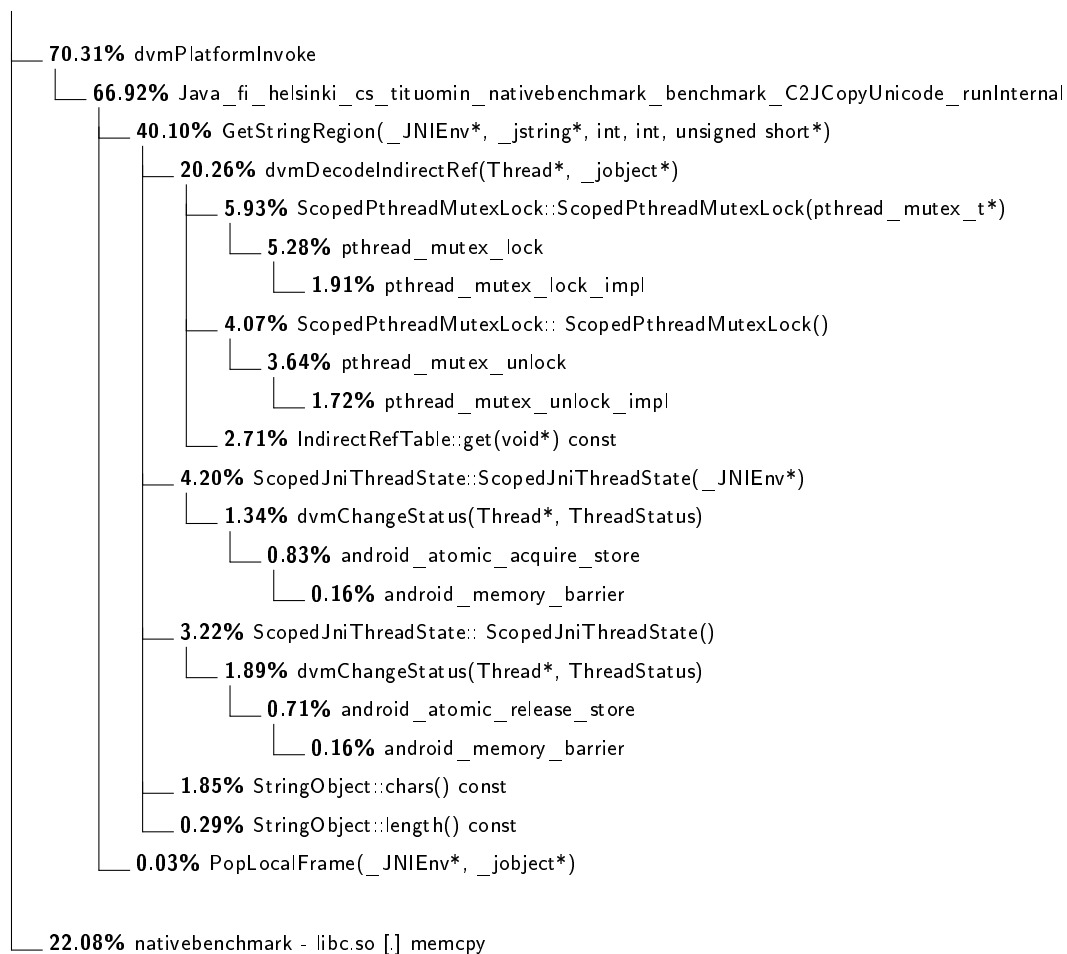 70.31% dvmPlatformInvoke
66.92% Java_fi_helsinki_cs_tituomin_nativebenchmark_benchmark_C2JCopyUnicode_runInternal
40.10% GetStringRegion(_JNIEnv*, _jstring*, int, int, unsigned short*)
20.26% dvmDecodeIndirectRef(Thread*, _jobject*)
5.93% ScopedPthreadMutexLock::ScopedPthreadMutexLock(pthread_mutex_t*)
5.28% pthread_mutex_lock
1.91% pthread_mutex_lock_impl
4.07% ScopedPthreadMutexLock:: ScopedPthreadMutexLock()
3.64% pthread_mutex_unlock
1.72% pthread_mutex_unlock_impl
2.71% IndirectRefTable::get(void*) const
4.20% ScopedJniThreadState::ScopedJniThreadState(_JNIEnv*)
1.34% dvmChangeStatus(Thread*, ThreadStatus)
0.83% android_atomic_acquire_store
0.16% android_memory_barrier
3.22% ScopedJniThreadState:: ScopedJniThreadState()
1.89% dvmChangeStatus(Thread*, ThreadStatus)
0.71% android_atomic_release_store
0.16% android_memory_barrier
1.85% StringObject::chars() const
0.29% StringObject::length() const
0.03% PopLocalFrame(_JNIEnv*, _jobject*)
22.08% nativebenchmark - libc.so [.] memcpy